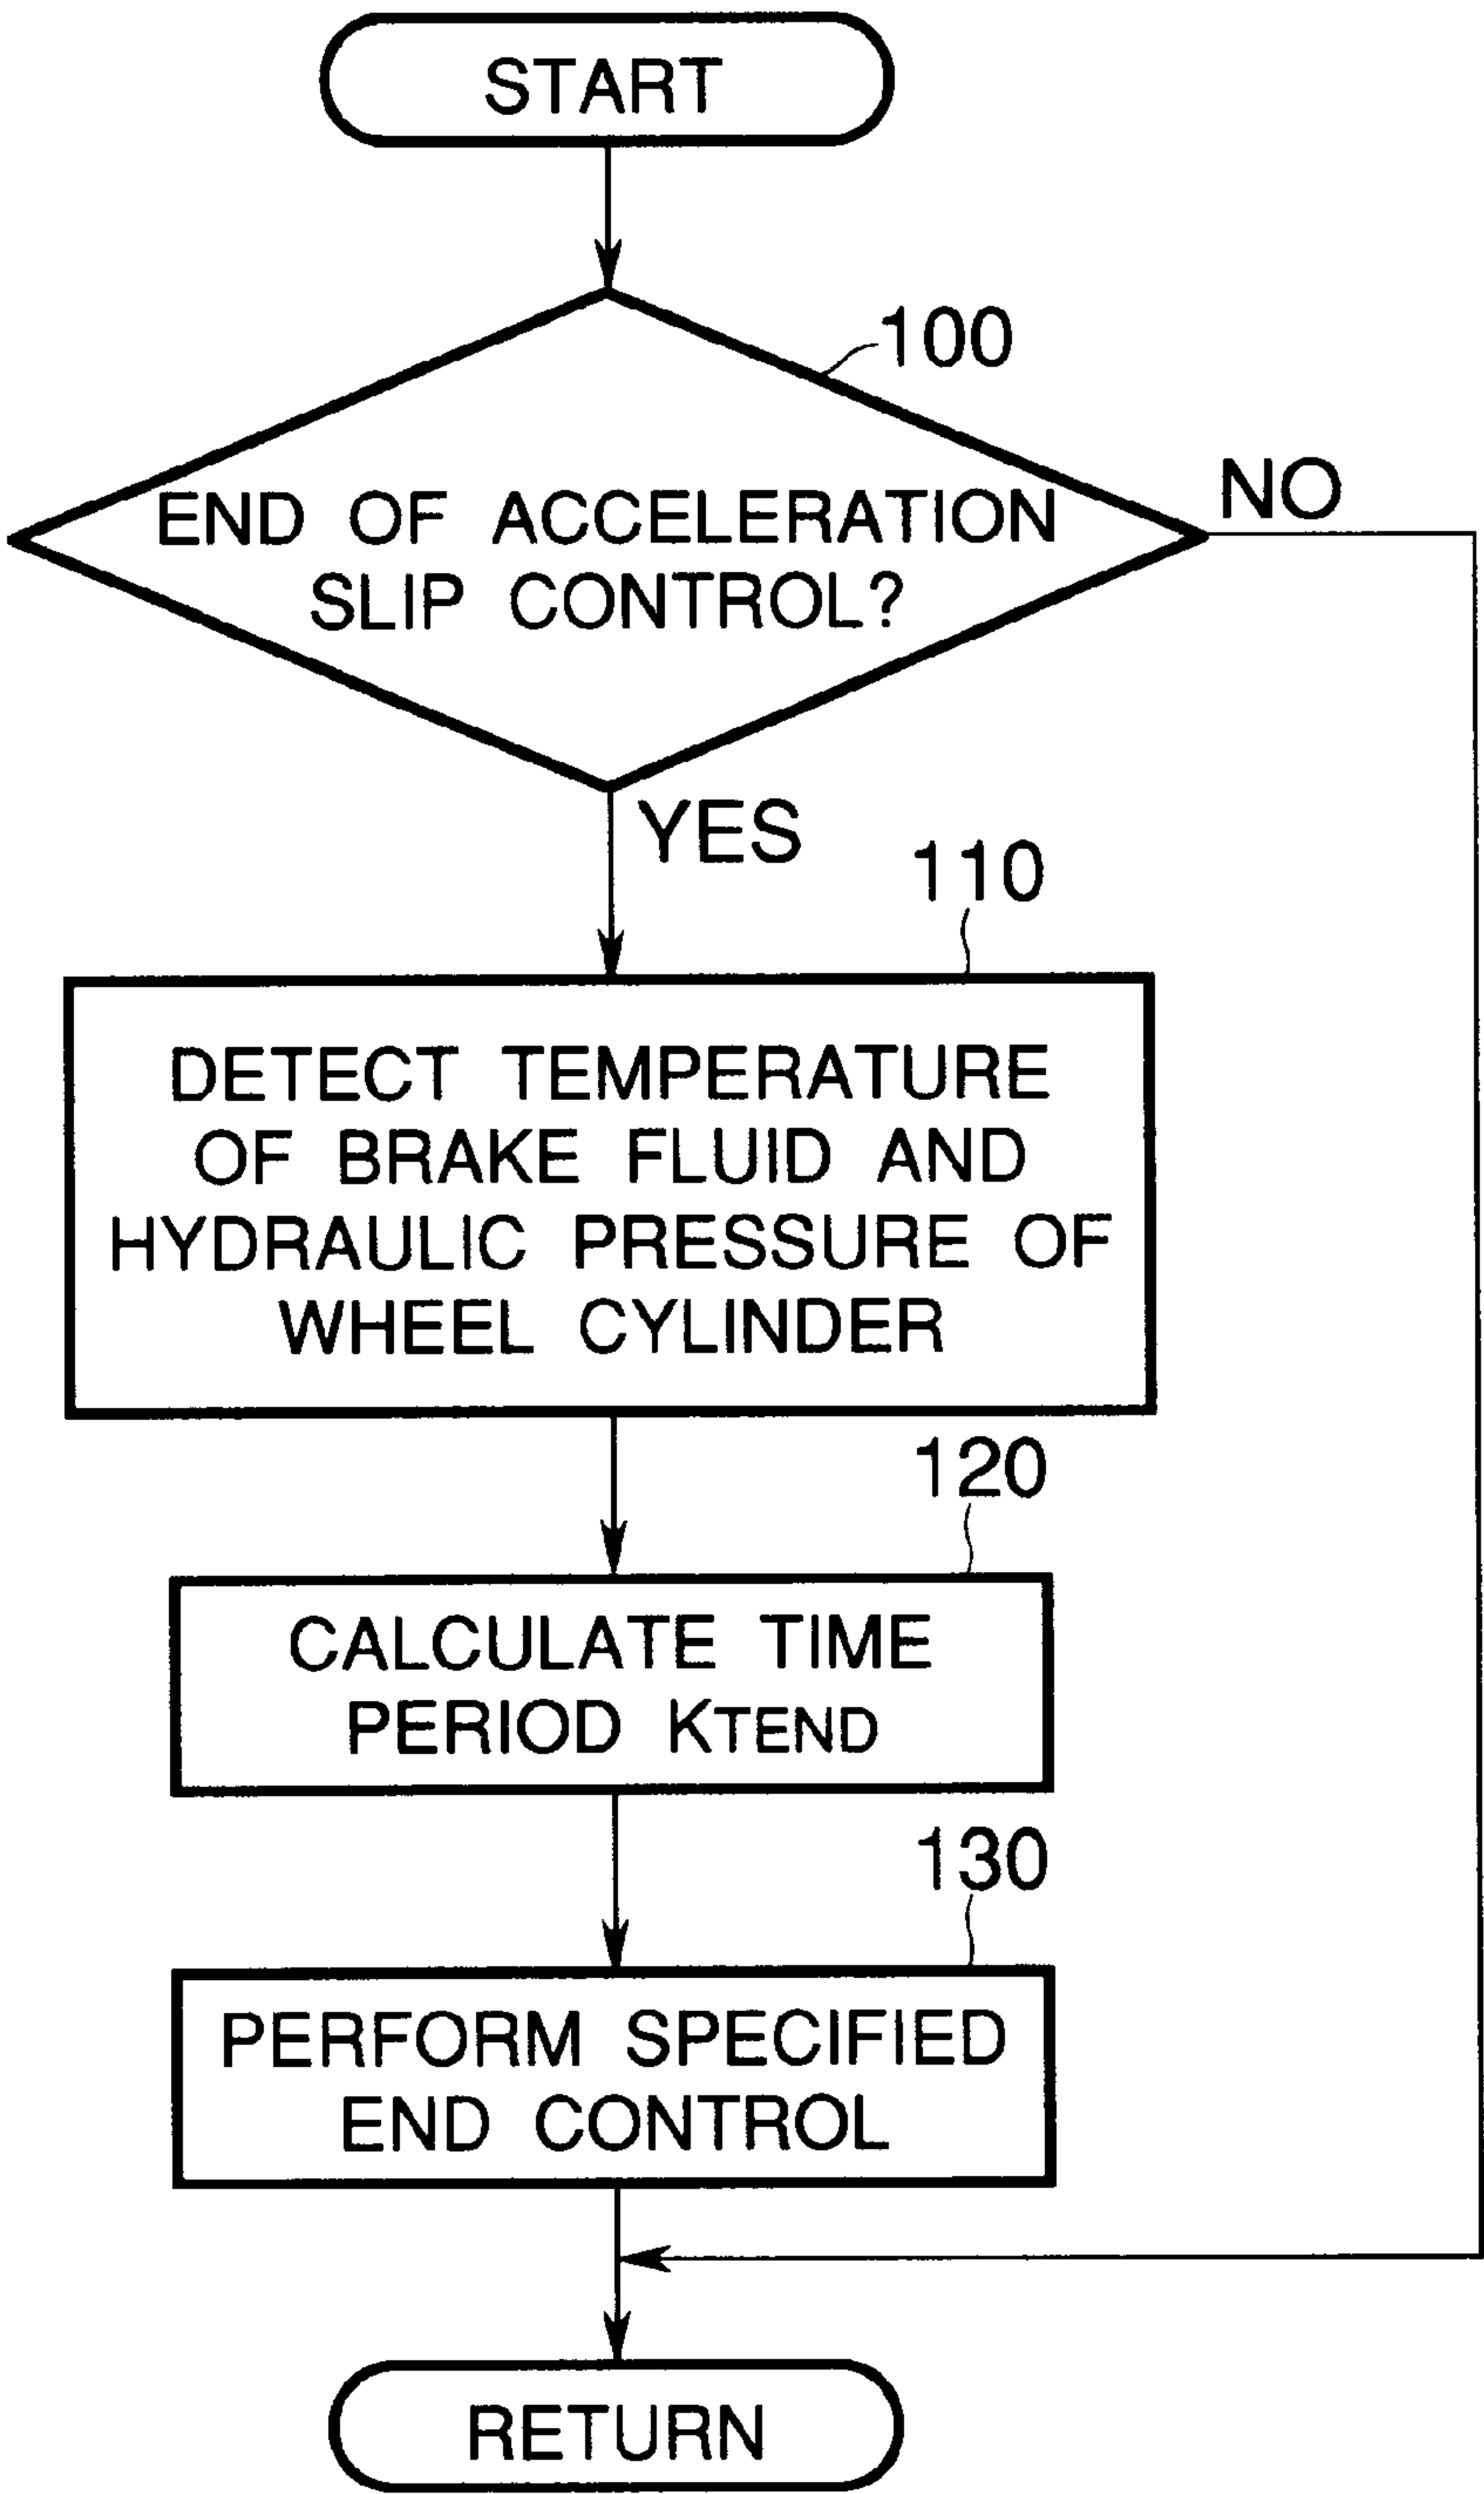 START
100
END OF ACCELERATION
SLIP CONTROL?
NO
YES
110
DETECT TEMPERATURE
OF BRAKE FLUID AND
HYDRAULIC PRESSURE OF
WHEEL CYLINDER
120
CALCULATE TIME
PERIOD KTEND
130
PERFORM SPECIFIED
END CONTROL
RETURN